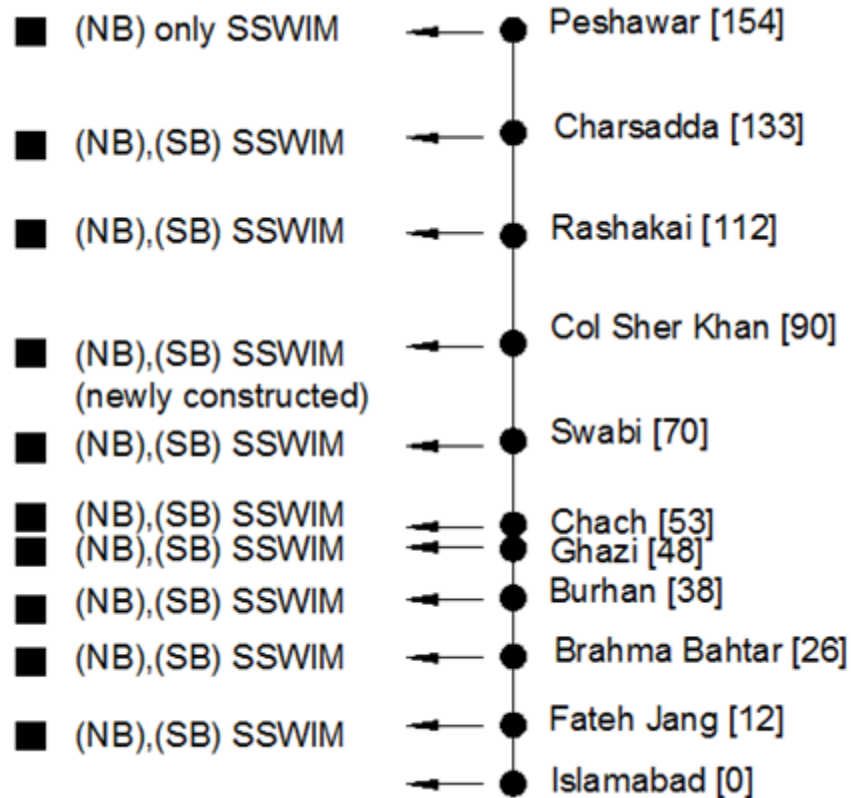 (NB) only SSWIM Peshawar [154]
(NB),(SB) SSWIM Charsadda [133]
(NB),(SB) SSWIM Rashakai [112]
(NB),(SB) SSWIM Col Sher Khan [90]
(newly constructed)
(NB),(SB) SSWIM Swabi [70]
(NB),(SB) SSWIM Chach [53]
(NB),(SB) SSWIM Ghazi [48]
(NB),(SB) SSWIM Burhan [38]
(NB),(SB) SSWIM Brahma Bahtar [26]
(NB),(SB) SSWIM Fateh Jang [12]
Islamabad [0]